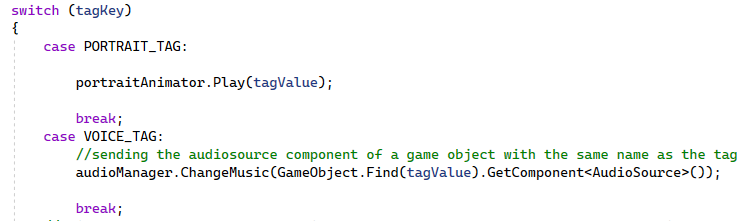 switch (tagKey)
{
case PORTRAIT_TAG:
portraitAnimator.Play(tagValue);
break;
case VOICE_TAG:
//sending the audiosource component of a game object with the same name as the tag
audioManager.ChangeMusic(GameObject.Find(tagValue).GetComponent<AudioSource>());
break;